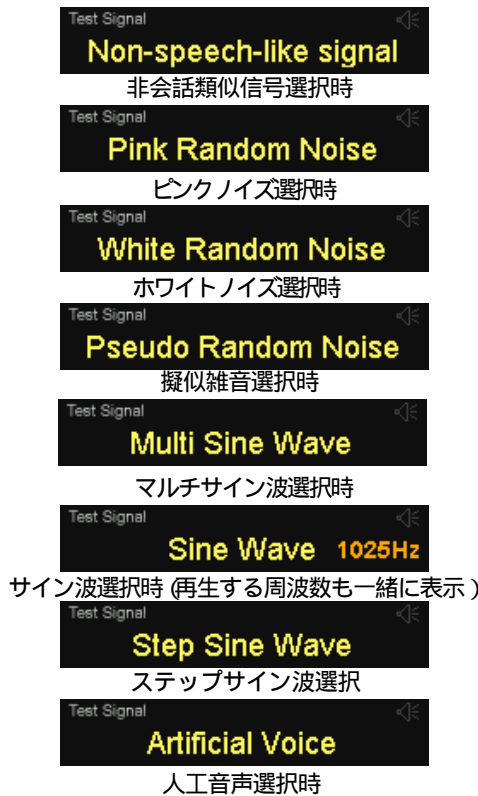 Test Signal
Non-speech-like signal
非会話類似信号選択時
Test Signal
Pink Random Noise
ピンクノイズ選択時
Test Signal
White Random Noise
ホワイトノイズ選択時
Test Signal
Pseudo Random Noise
擬似雑音選択時
Test Signal
Multi Sine Wave
マルチサイン波選択時
Test Signal
Sine Wave 1025Hz
サイン波選択時(再生する周波数も一緒に表示)
Test Signal
Step Sine Wave
ステップサイン波選択
Test Signal
Artificial Voice
人工音声選択時